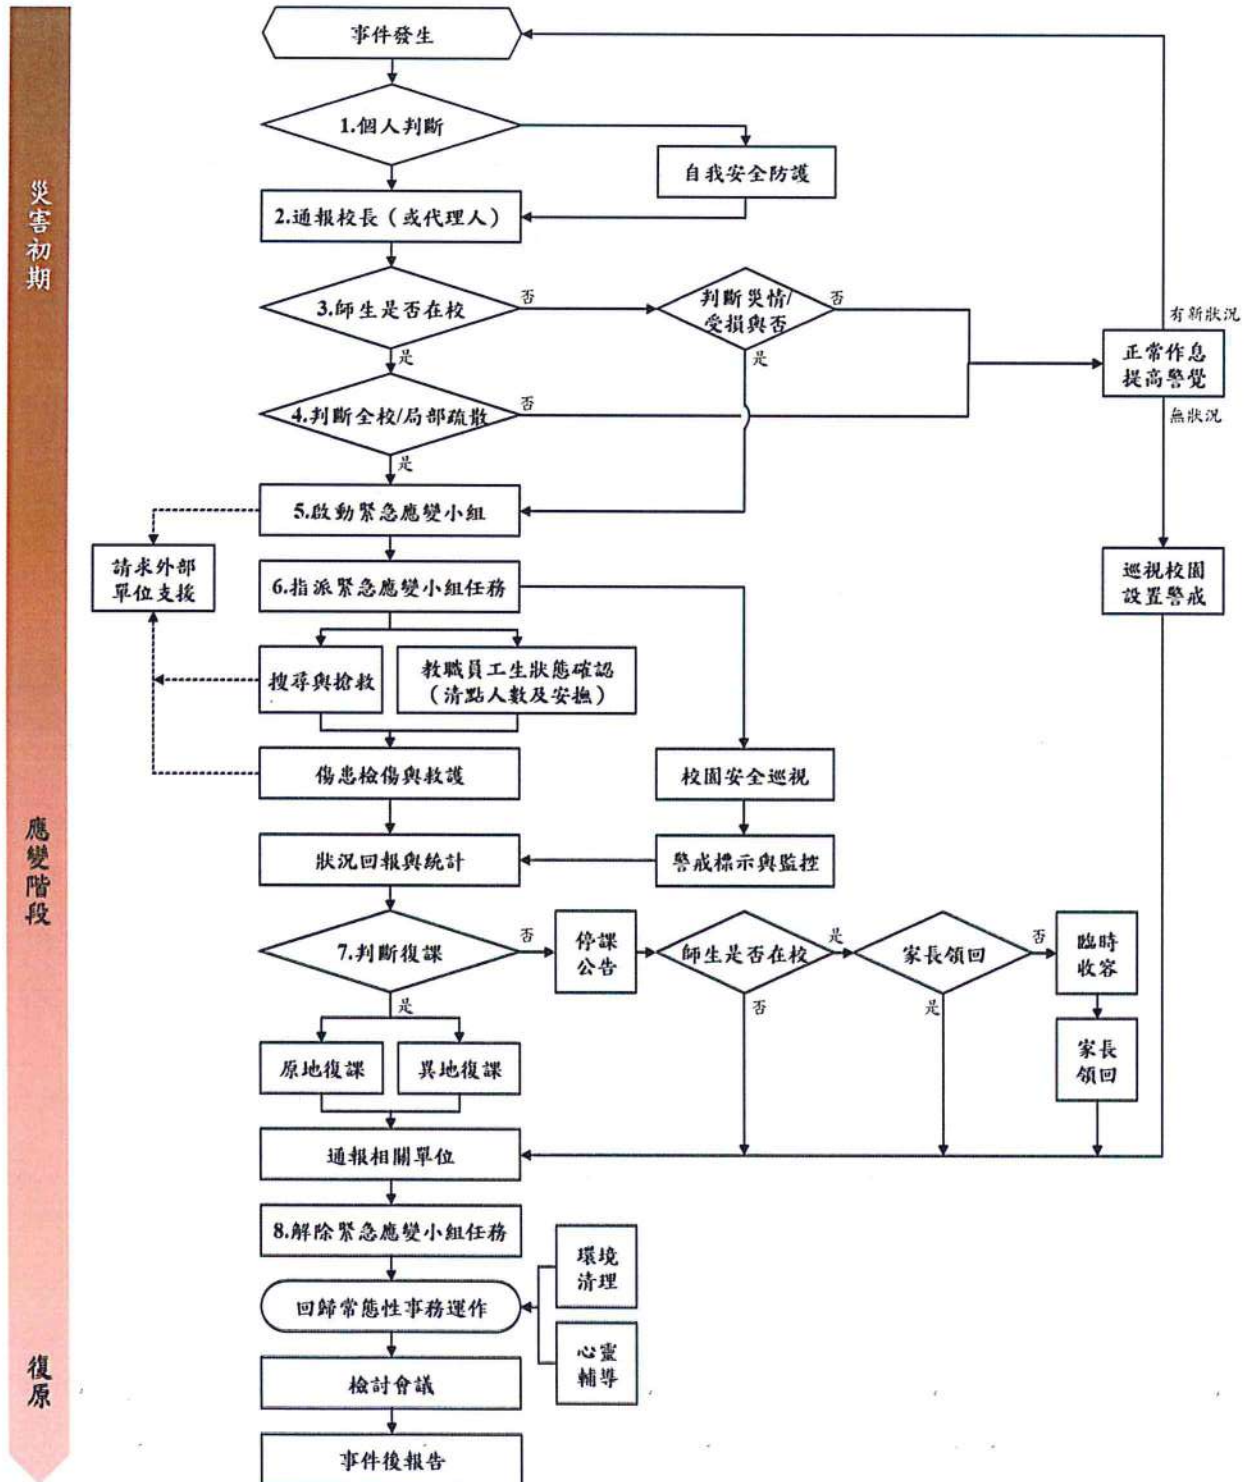 災害初期
應變階段
復原
事件發生
1.個人判斷
自我安全防護
2.通報校長（或代理人）
3.師生是否在校
否
是
判斷災情/
受損與否
否
是
有新狀況
正常作息
提高警覺
無狀況
4.判斷全校/局部疏散
否
是
5.啟動緊急應變小組
請求外部
單位支援
6.指派緊急應變小組任務
巡視校園
設置警戒
搜尋與搶救
教職員工生狀態確認
（清點人數及安撫）
傷患檢傷與救護
校園安全巡視
狀況回報與統計
警戒標示與監控
7.判斷復課
否
是
停課
公告
師生是否在校
是
否
家長領回
否
是
臨時
收容
家長
領回
原地復課
異地復課
通報相關單位
8.解除緊急應變小組任務
環境
清理
回歸常態性事務運作
心靈
輔導
檢討會議
事件後報告